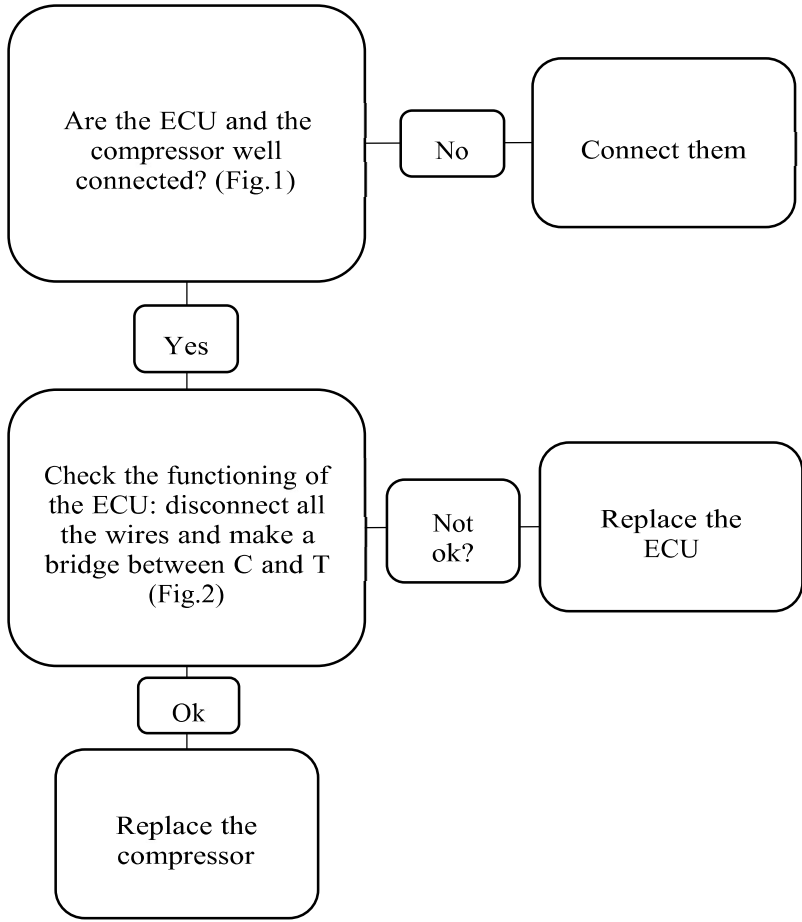 Are the ECU and the
compressor well
connected? (Fig.1)
No
Connect them
Yes
Check the functioning of
the ECU: disconnect all
the wires and make a
bridge between C and T
(Fig.2)
Not
ok?
Replace the
ECU
Ok
Replace the
compressor